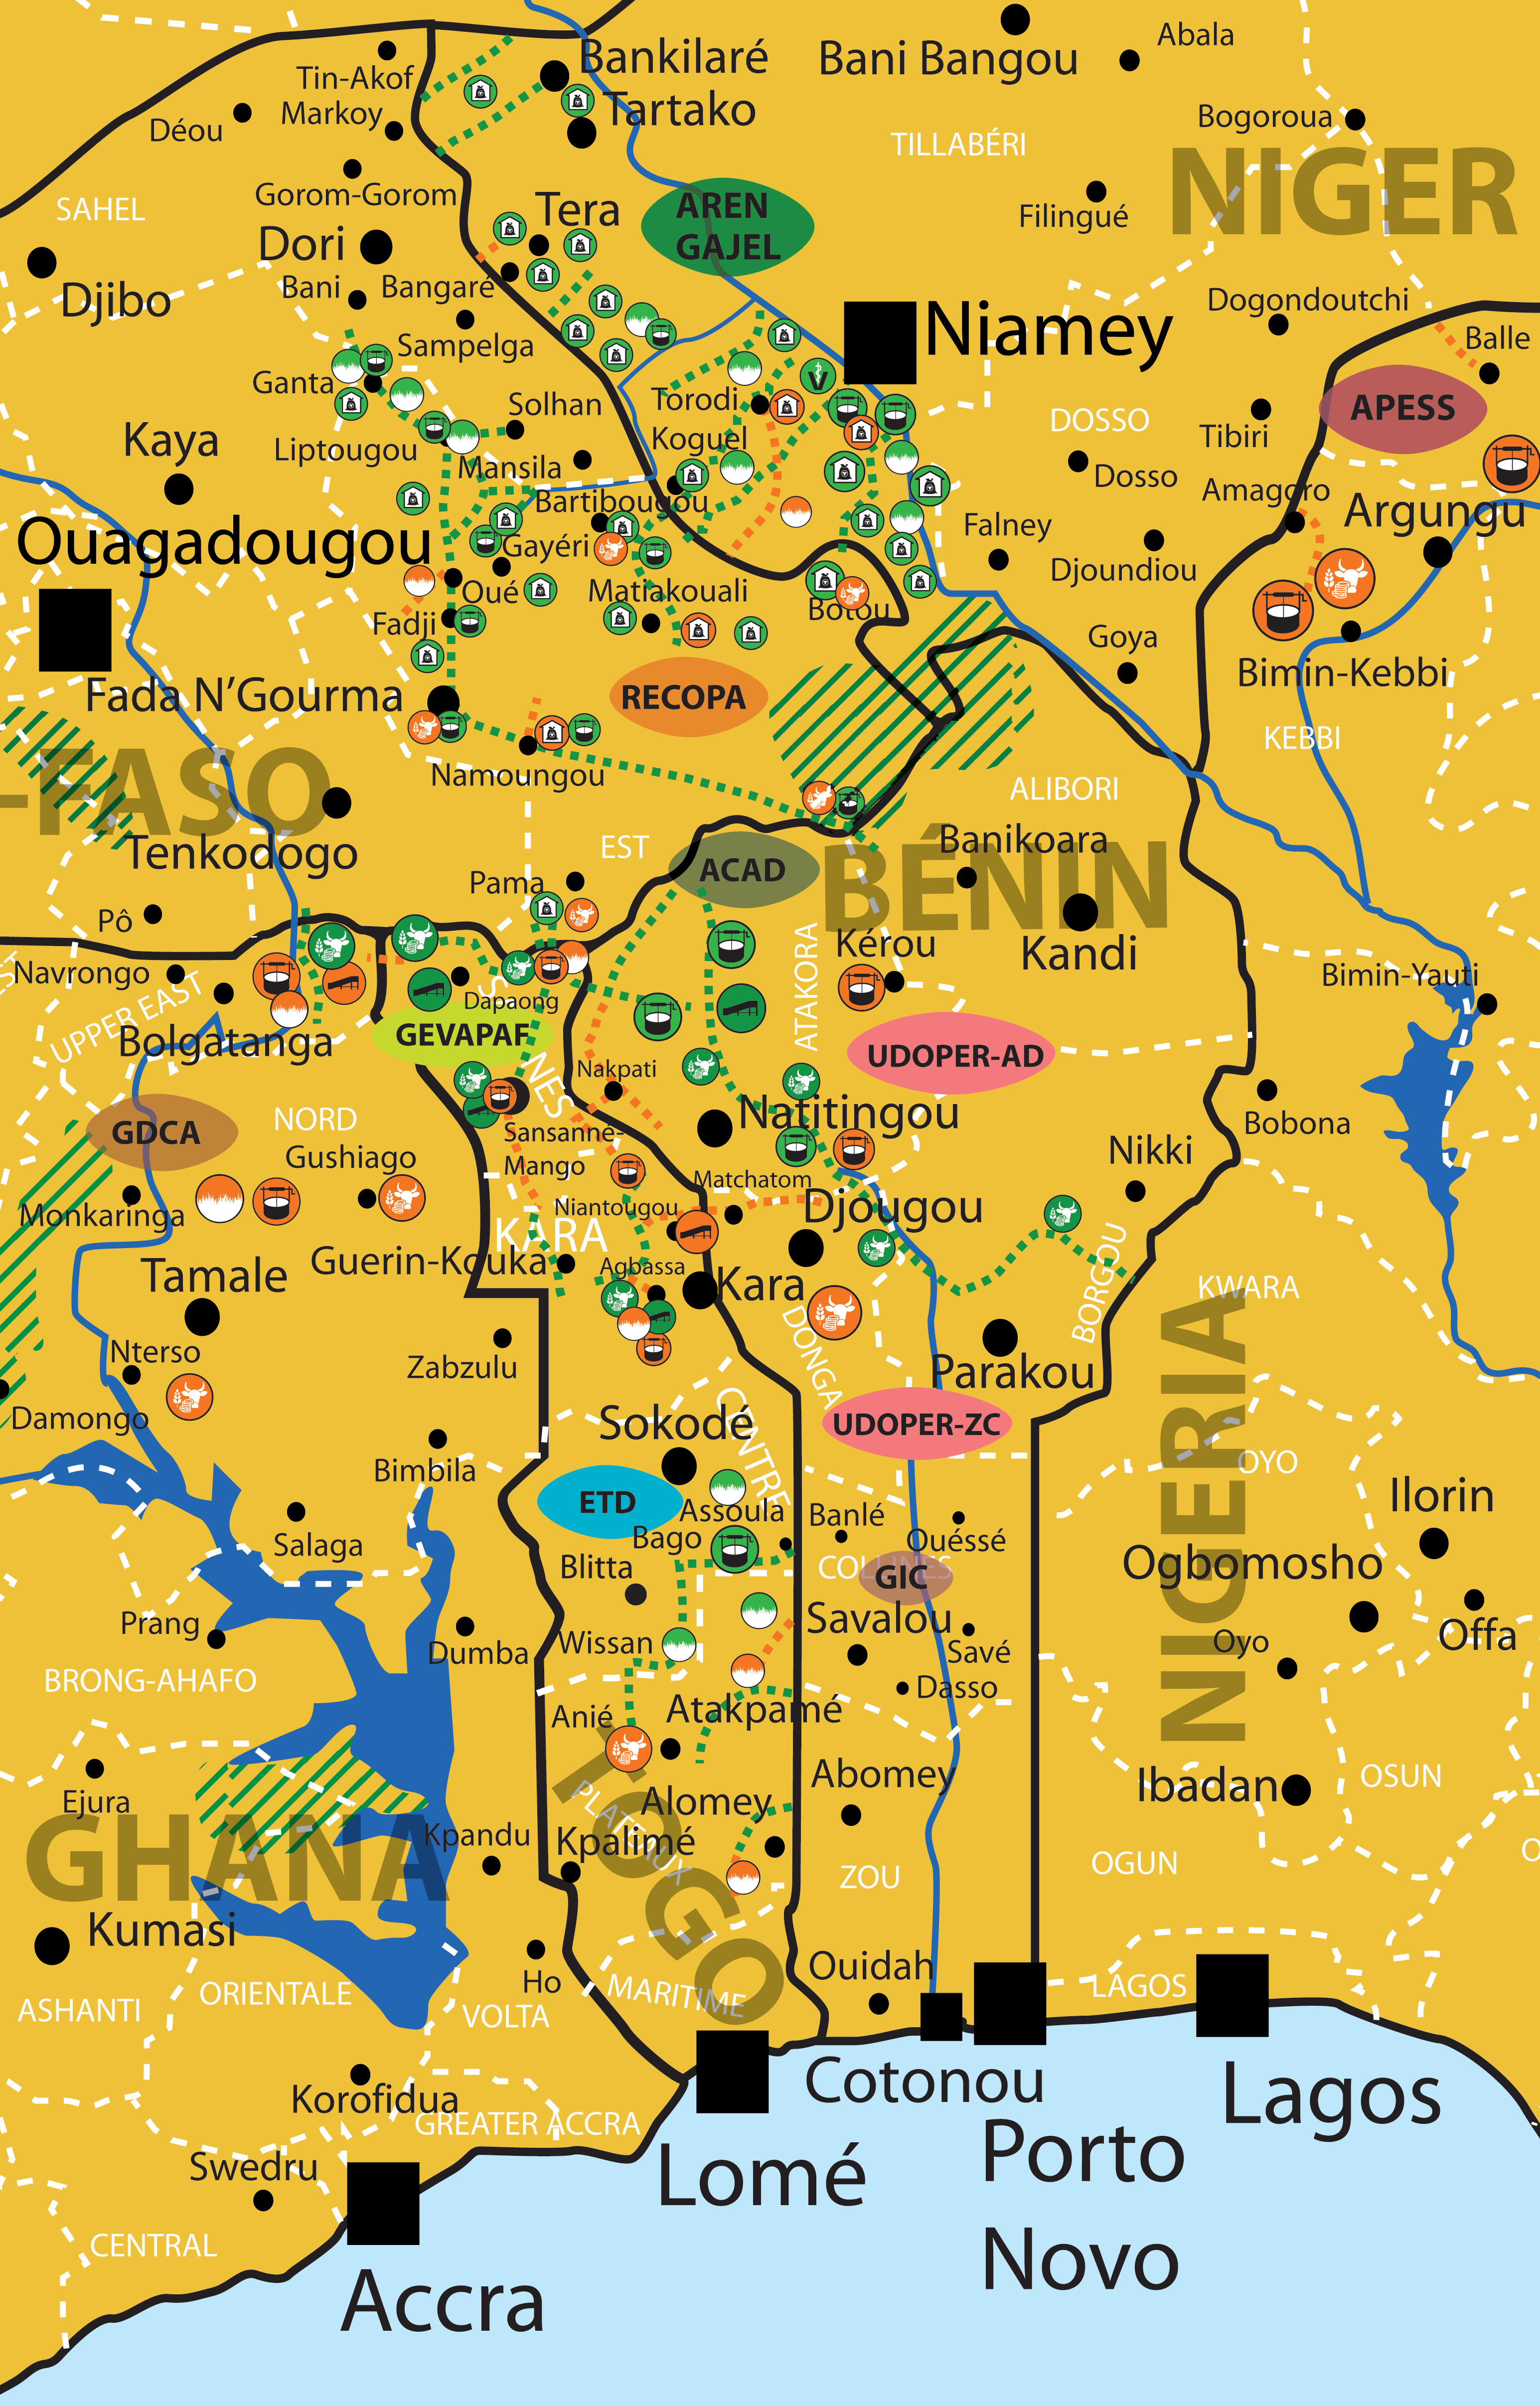 Bankilaré
Bani Bangou
Abala
Tin-Akof
Markoy
Tartako
Déou
Bogoroua
TILLABÉRI
NIGER
Gorom-Gorom
SAHEL
Tera
AREN
GAJEL
Filingué
Dori
Djibo
Bani
Bangaré
Dogondoutchi
Sampelga
Niamey
Balle
Ganta
Solhan
Torodi
DOSSO
APESS
Tibiri
Kaya
Liptougou
Koguel
Mansila
Dosso
Amagoro
Argungu
Bartibougou
Ouagadougou
Gayéri
Falney
Djoundiou
Oué
Matiakouali
Botou
Fadji
Goya
Bimin-Kebbi
Fada N'Gourma
RECOPA
KEBBI
-FASO
Namoungou
ALIBORI
Tenkodogo
EST
Banikoara
ACAD
BÉNIN
Pama
Pô
Kérou
Kandi
Navrongo
EST
UPPER EAST
S
Dapaong
ATAKORA
Bimin-Yauti
Bolgatanga
GEVAPAF
UDOPER-AD
NES
Nakpati
GDCA
NORD
Natitingou
Bobona
Sansanné-
Mango
Gushiago
Nikki
Matchatom
Monkaringa
Niantougou
Djougou
KARA
Guerin-Kouka
Agbassa
Tamale
Kara
BORGOU
KWARA
DONGA
Nterso
Zabzulu
Parakou
NIGERIA
Damongo
Sokodé
CENTRE
UDOPER-ZC
Bimbila
OYO
ETD
Assoula
Banlé
Ilorin
Salaga
Bago
Ouéssé
Blitta
COLLINES
GIC
Ogbomosho
Prang
Savalou
Dumba
Wissan
Savé
Oyo
Offa
BRONG-AHAFO
Dasso
Anié
Atakpamé
Ejura
Abomey
Ibadan
OSUN
PLATEAUX
Alomey
GHANA
Kpandu
Kpalimé
TOGO
ZOU
OGUN
O
Kumasi
Ho
Ouidah
ASHANTI
ORIENTALE
VOLTA
MARITIME
LAGOS
Korofidua
Cotonou
Lagos
GREATER ACCRA
Swedru
Lomé
Porto
Novo
CENTRAL
Accra